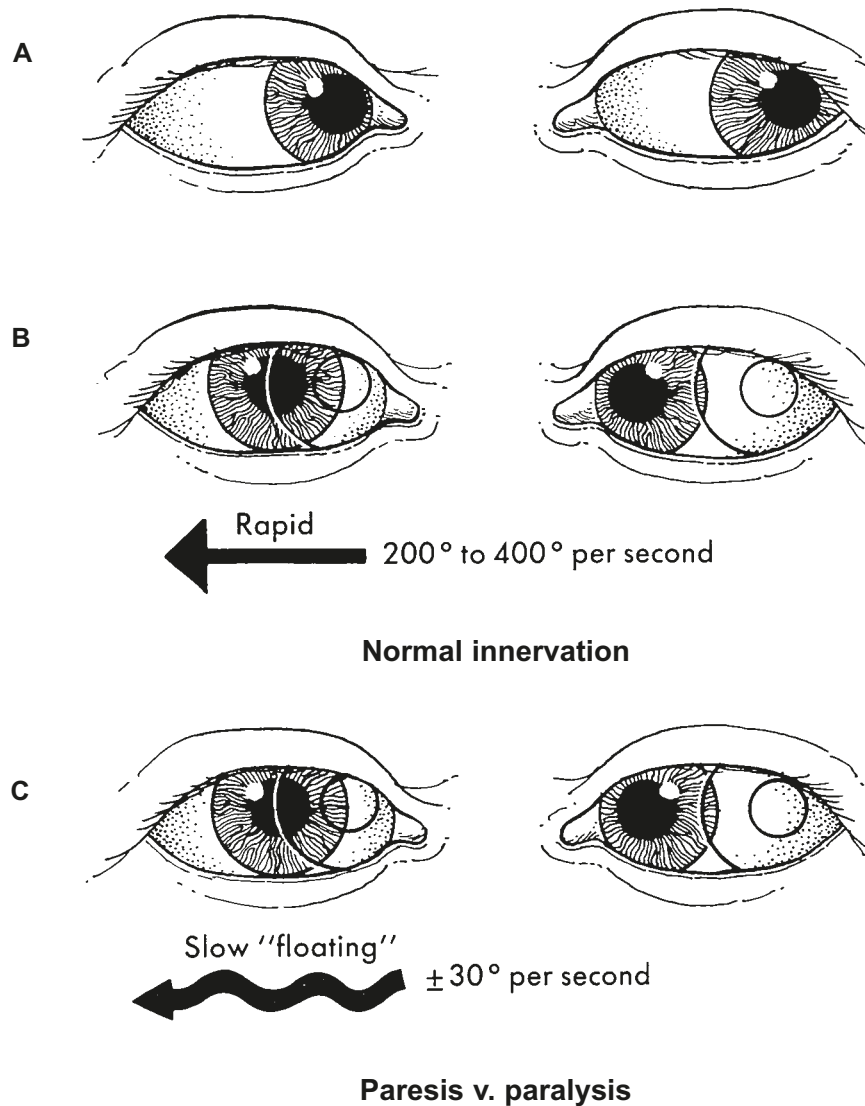 A
B
Rapid
200° to 400° per second
Normal innervation
C
Slow "floating"
±30° per second
Paresis v. paralysis